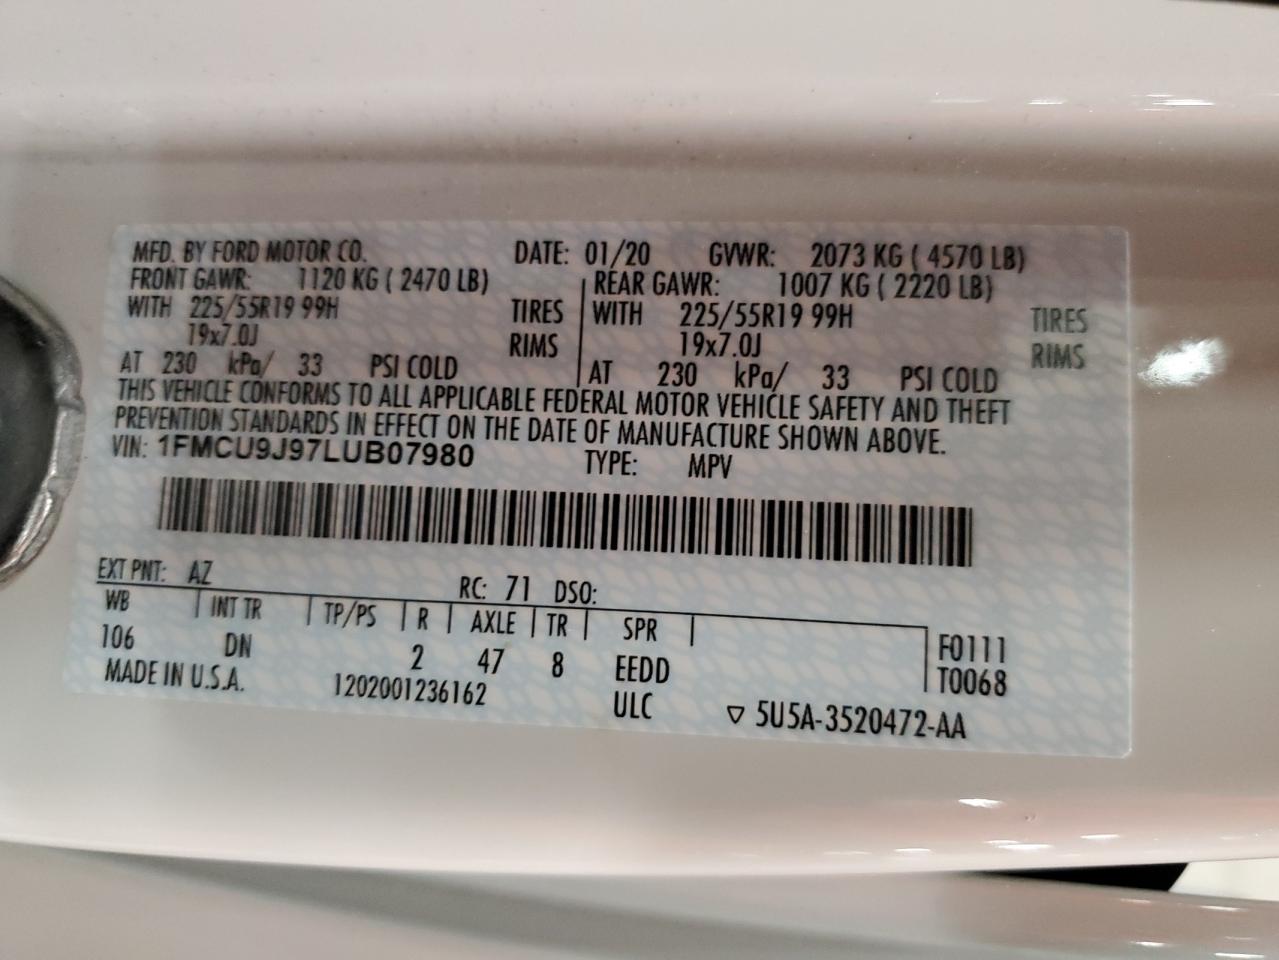 MFD. BY FORD MOTOR CO. DATE: 01/20 GVWR: 2073 KG ( 4570 LB)
FRONT GAWR: 1120 KG ( 2470 LB) REAR GAWR: 1007 KG ( 2220 LB)
WITH 225/55R19 99H TIRES WITH 225/55R19 99H TIRES
19x7.0J RIMS 19x7.0J RIMS
AT 230 kPa/ 33 PSI COLD AT 230 kPa/ 33 PSI COLD
THIS VEHICLE CONFORMS TO ALL APPLICABLE FEDERAL MOTOR VEHICLE SAFETY AND THEFT
PREVENTION STANDARDS IN EFFECT ON THE DATE OF MANUFACTURE SHOWN ABOVE.
VIN: 1FMCU9J97LUB07980 TYPE: MPV
EXT PNT: AZ RC: 71 DSO:
WB INT TR TP/PS R AXLE TR SPR F0111
106 DN 2 47 8 EEDD T0068
MADE IN U.S.A. 1202001236162 ULC ▽ 5U5A-3520472-AA